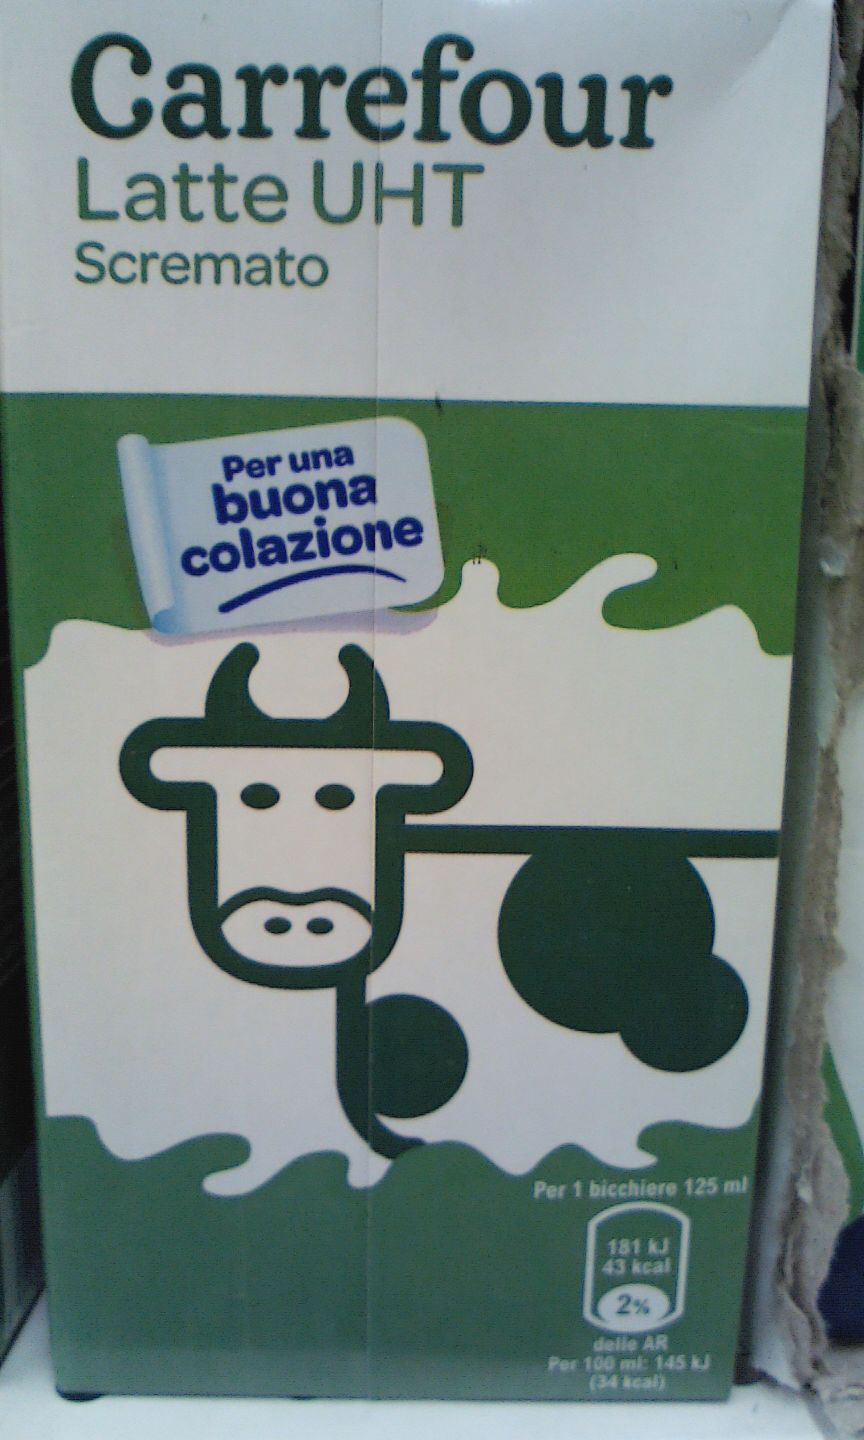 Carrefour
Latte UHT
Scremato
Per una
buona
colazione
Per 1 bicchiere 125 ml
181 kJ
43 kcal
2%
delle AR
Per 100 ml: 145 kJ
(34 kcal)